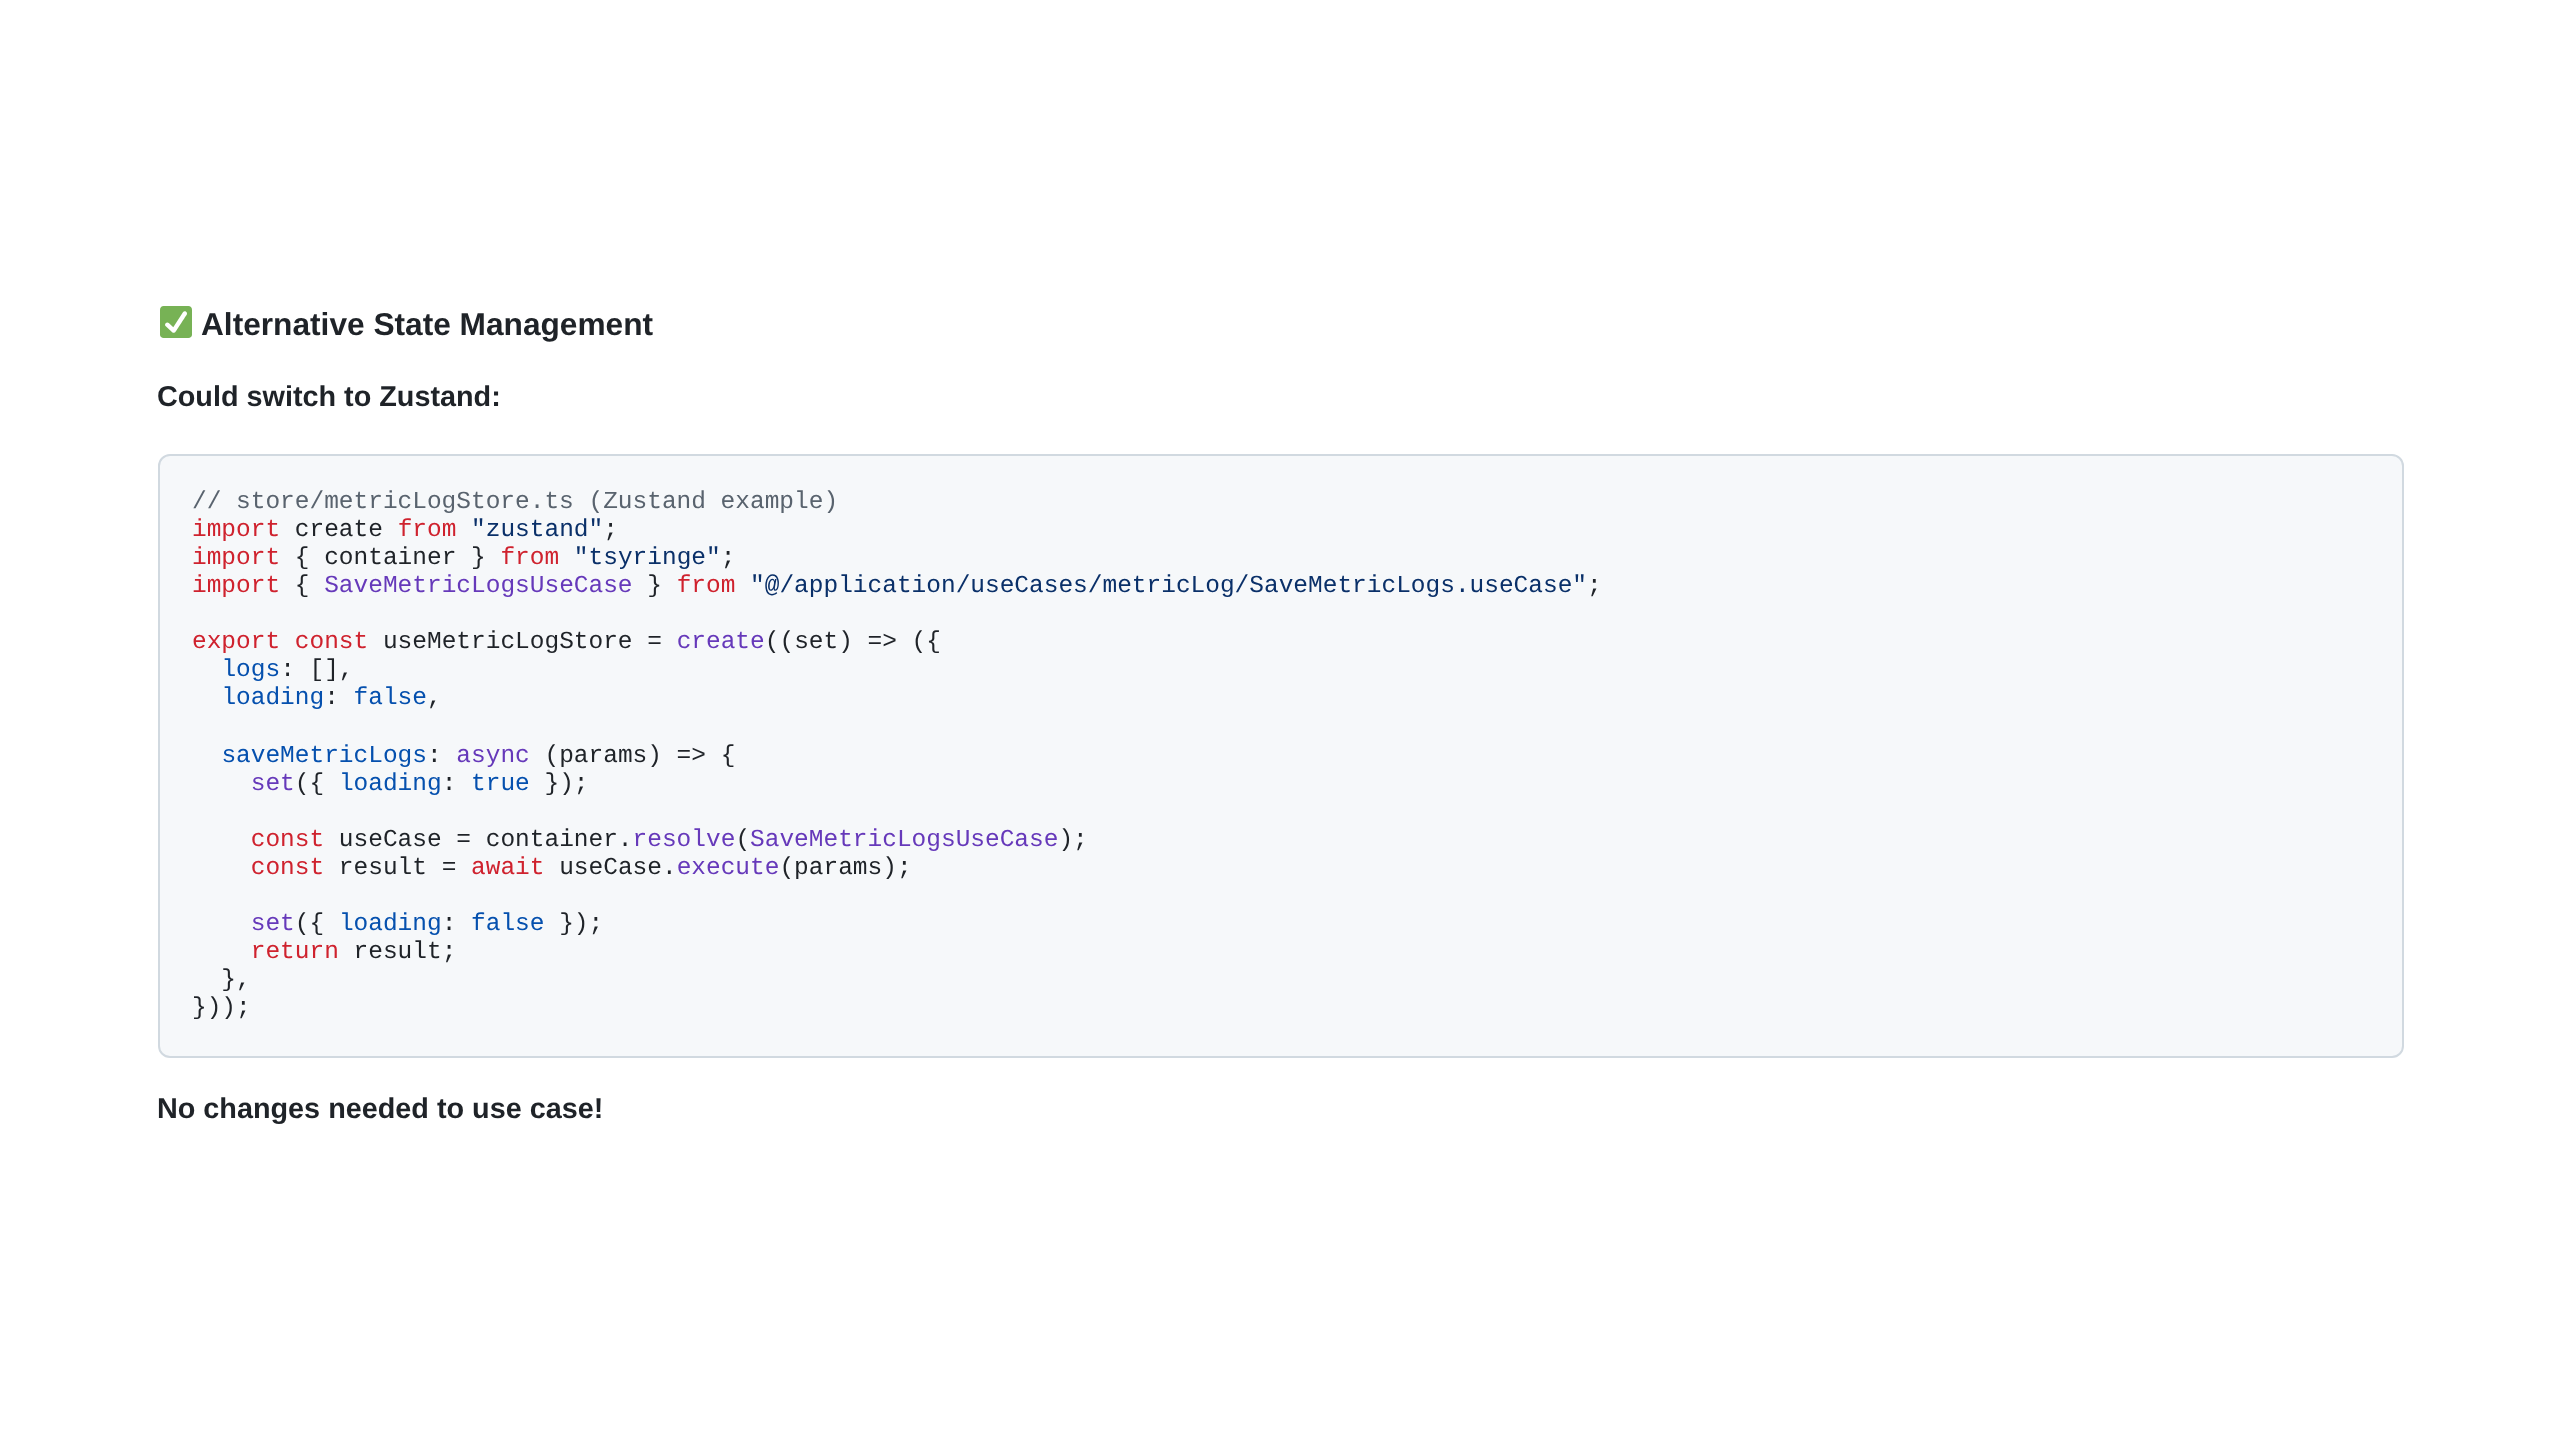 ✅ Alternative State Management
Could switch to Zustand:
// store/metricLogStore.ts (Zustand example)
import create from "zustand";
import { container } from "tsyringe";
import { SaveMetricLogsUseCase } from "@/application/useCases/metricLog/SaveMetricLogs.useCase";

export const useMetricLogStore = create((set) => ({
  logs: [],
  loading: false,

  saveMetricLogs: async (params) => {
    set({ loading: true });

    const useCase = container.resolve(SaveMetricLogsUseCase);
    const result = await useCase.execute(params);

    set({ loading: false });
    return result;
  },
}));
No changes needed to use case!